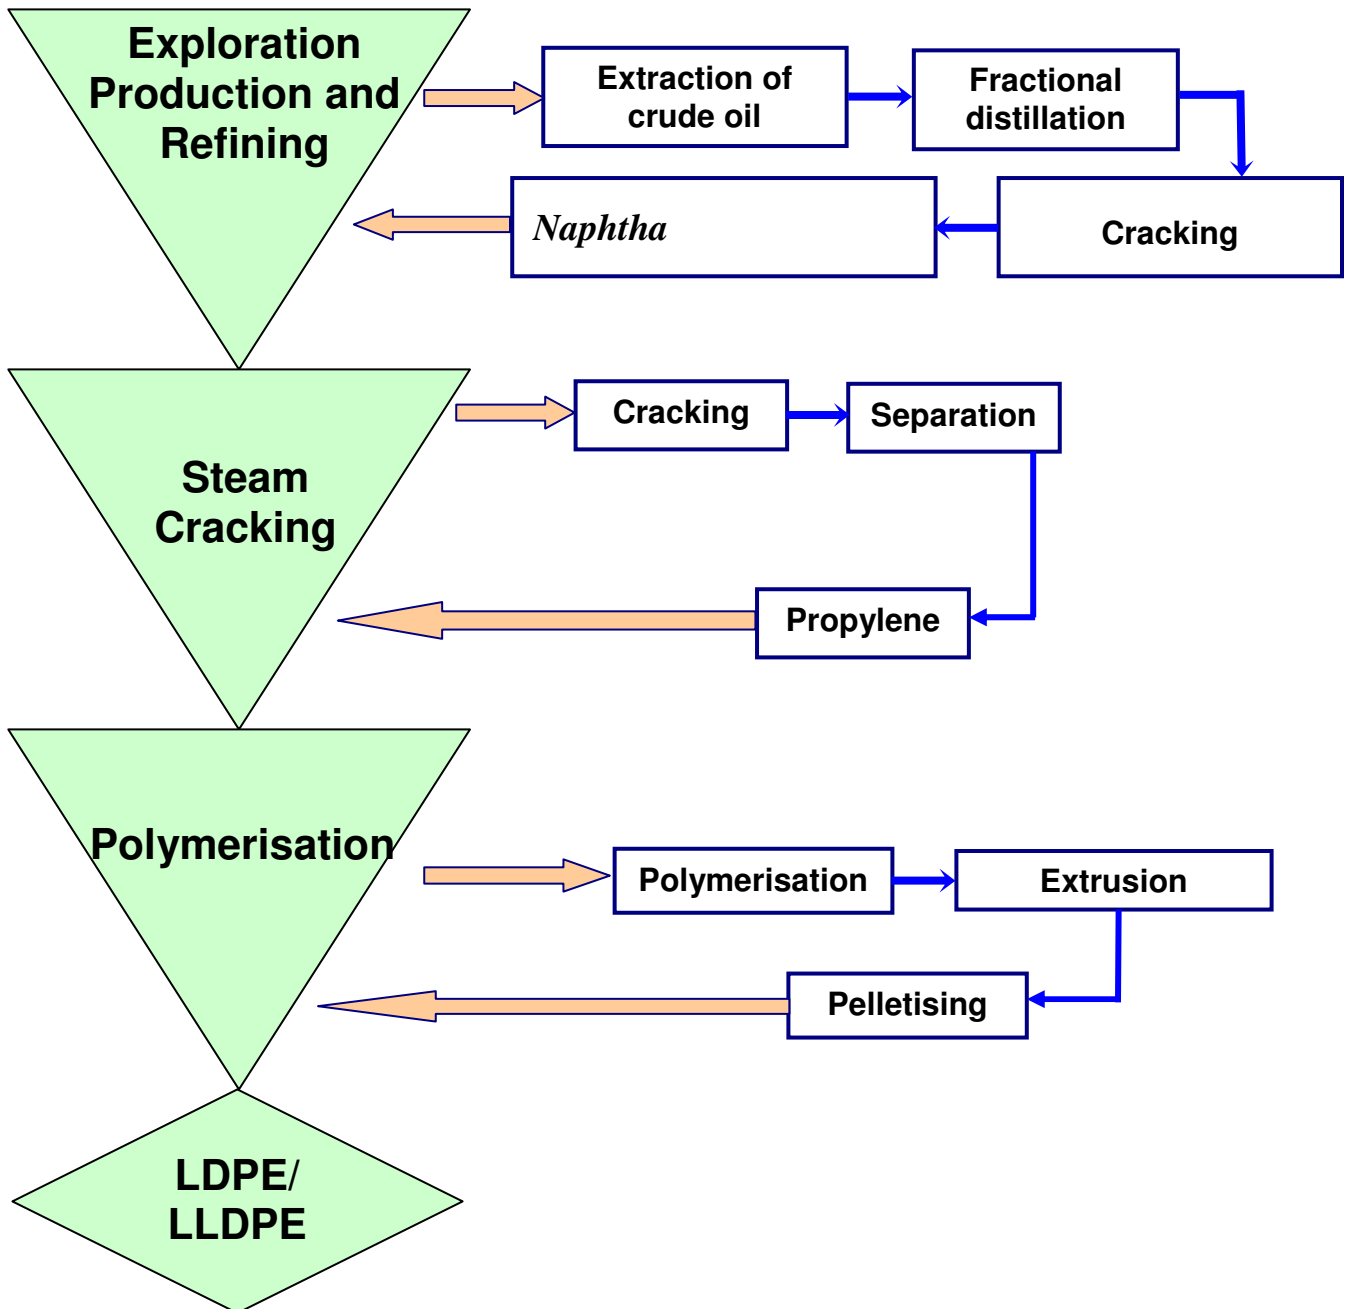 Exploration
Production and
Refining
Extraction of
crude oil
Fractional
distillation
Naphtha
Cracking
Steam
Cracking
Cracking
Separation
Propylene
Polymerisation
Polymerisation
Extrusion
Pelletising
LDPE/
LLDPE